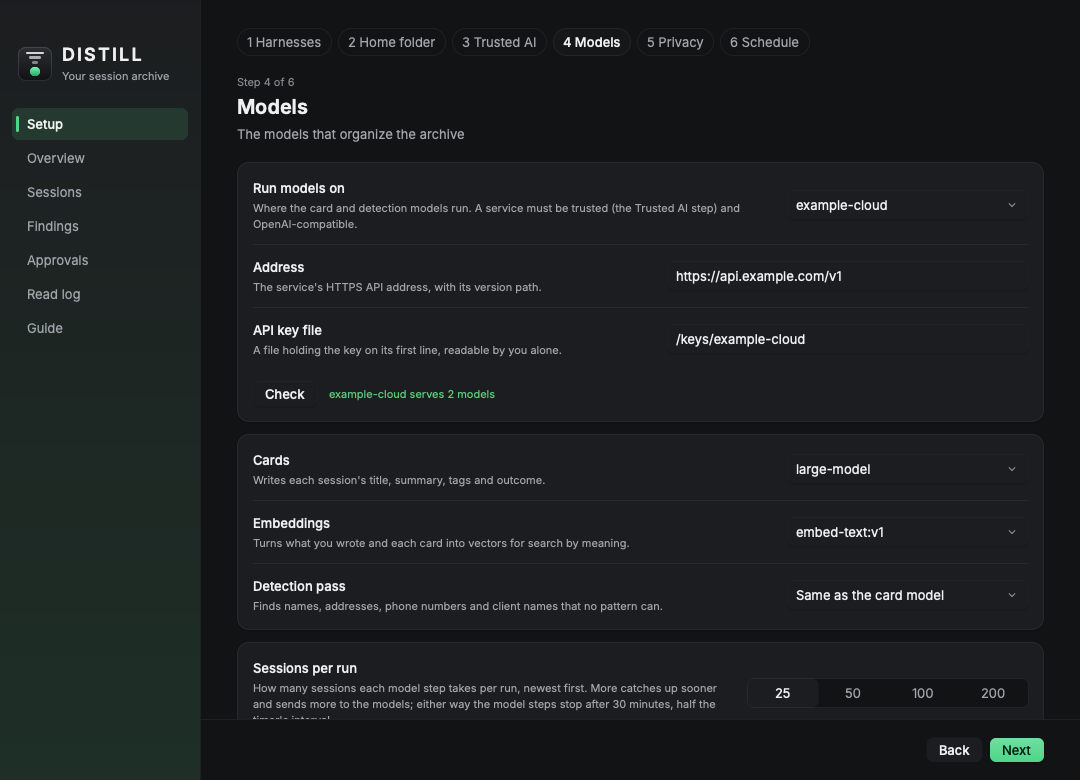 DISTILL
Your session archive
Setup
Overview
Sessions
Findings
Approvals
Read log
Guide
1 Harnesses
2 Home folder
3 Trusted AI
4 Models
5 Privacy
6 Schedule
Step 4 of 6
Models
The models that organize the archive
Run models on
Where the card and detection models run. A service must be trusted (the Trusted AI step) and
OpenAI-compatible.
example-cloud
Address
The service's HTTPS API address, with its version path.
https://api.example.com/v1
API key file
A file holding the key on its first line, readable by you alone.
/keys/example-cloud
Check
example-cloud serves 2 models
Cards
Writes each session's title, summary, tags and outcome.
large-model
Embeddings
Turns what you wrote and each card into vectors for search by meaning.
embed-text:v1
Detection pass
Finds names, addresses, phone numbers and client names that no pattern can.
Same as the card model
Sessions per run
How many sessions each model step takes per run, newest first. More catches up sooner
and sends more to the models; either way the model steps stop after 30 minutes, half the
25
50
100
200
Back
Next